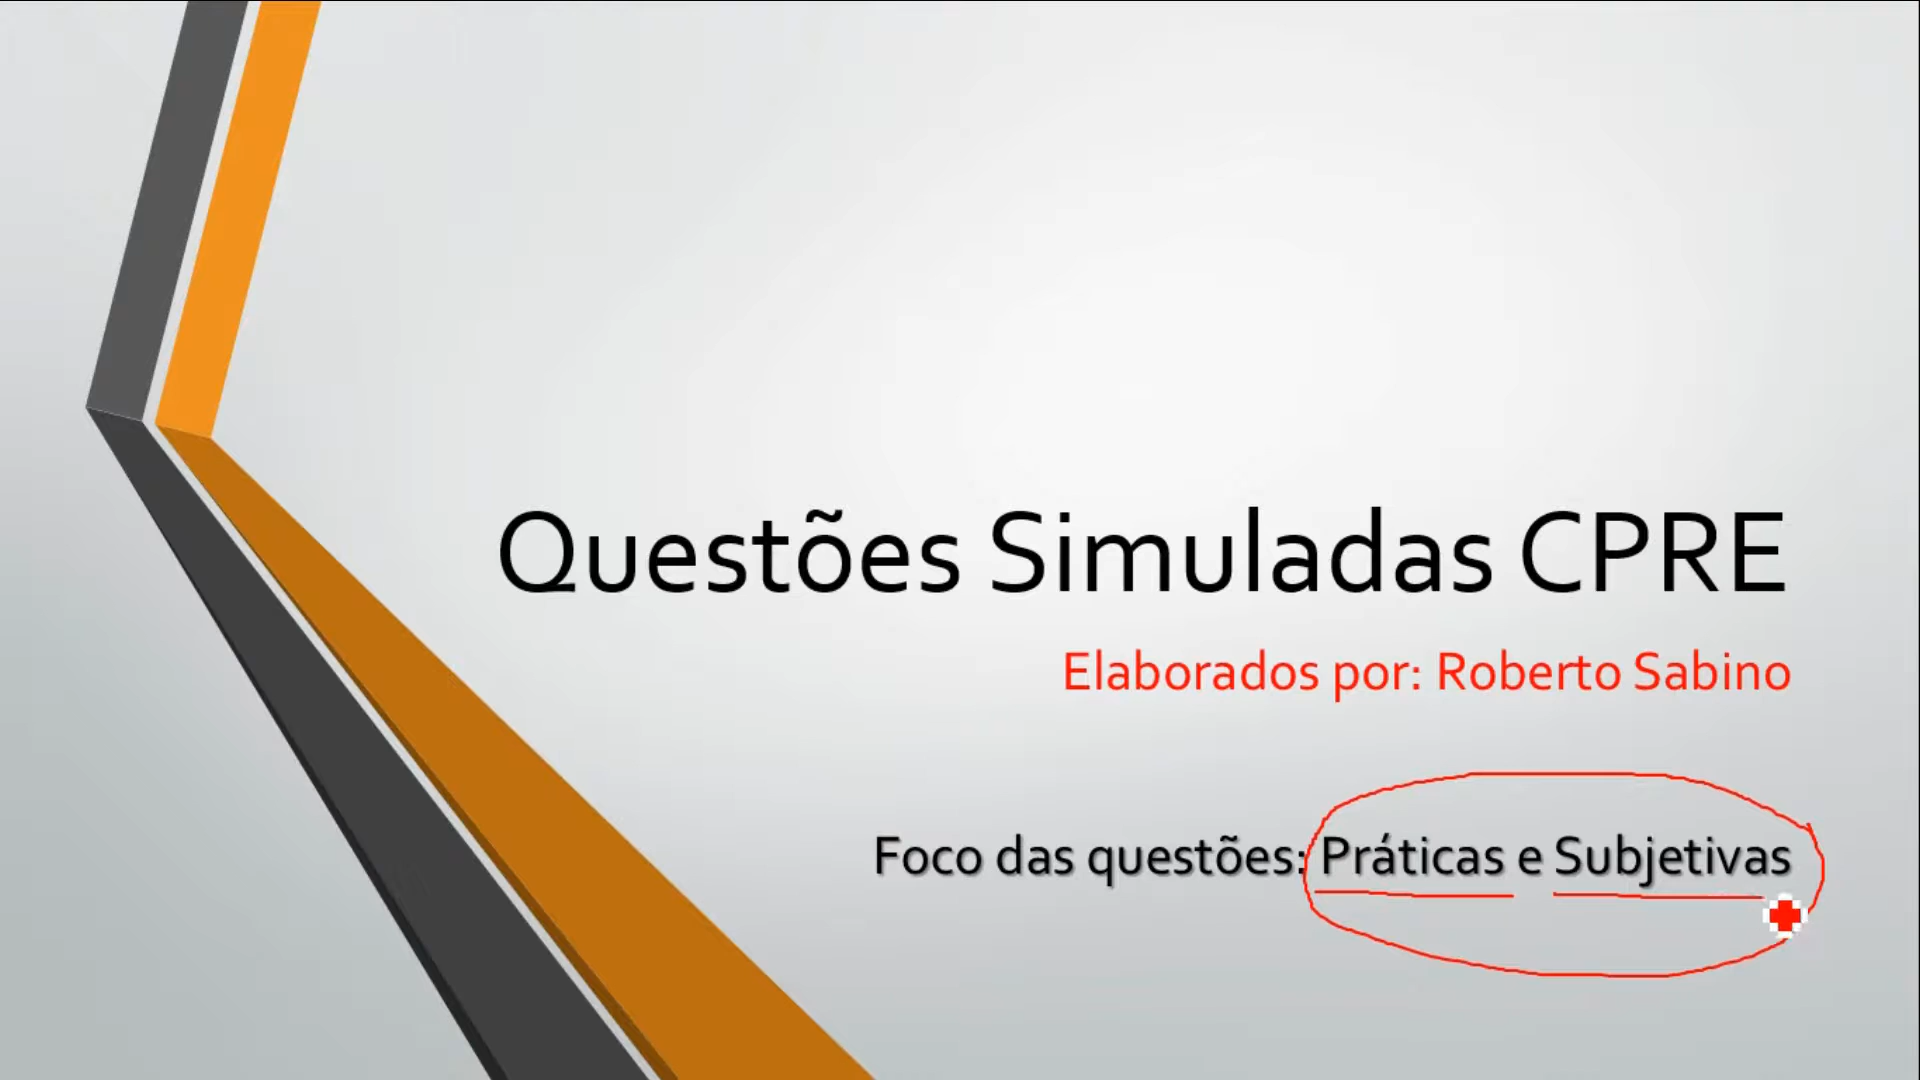 Questões Simuladas CPRE
Elaborados por: Roberto Sabino
Foco das questões: Práticas e Subjetivas